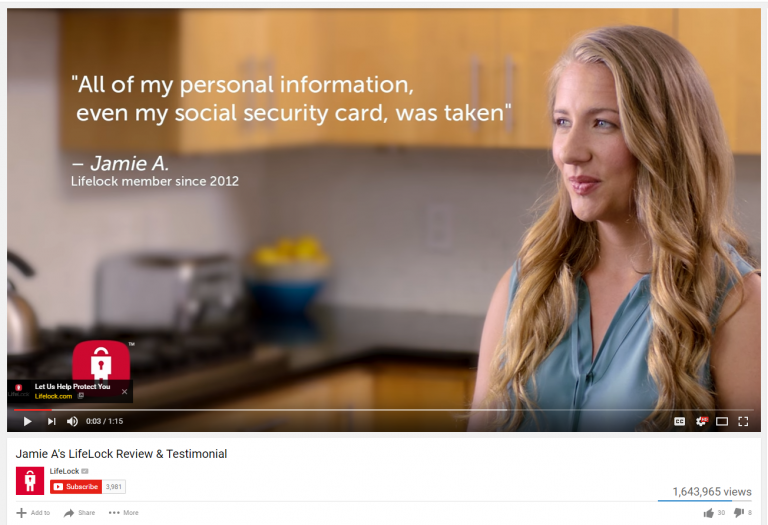 "All of my personal information,
even my social security card, was taken"
– Jamie A.
Lifelock member since 2012
TM
Let Us Help Protect You
Lifelock.com
0:03 / 1:15
CC
HD
Jamie A's LifeLock Review & Testimonial
LifeLock
Subscribe 3,981
1,643,965 views
Add to Share More 30 8